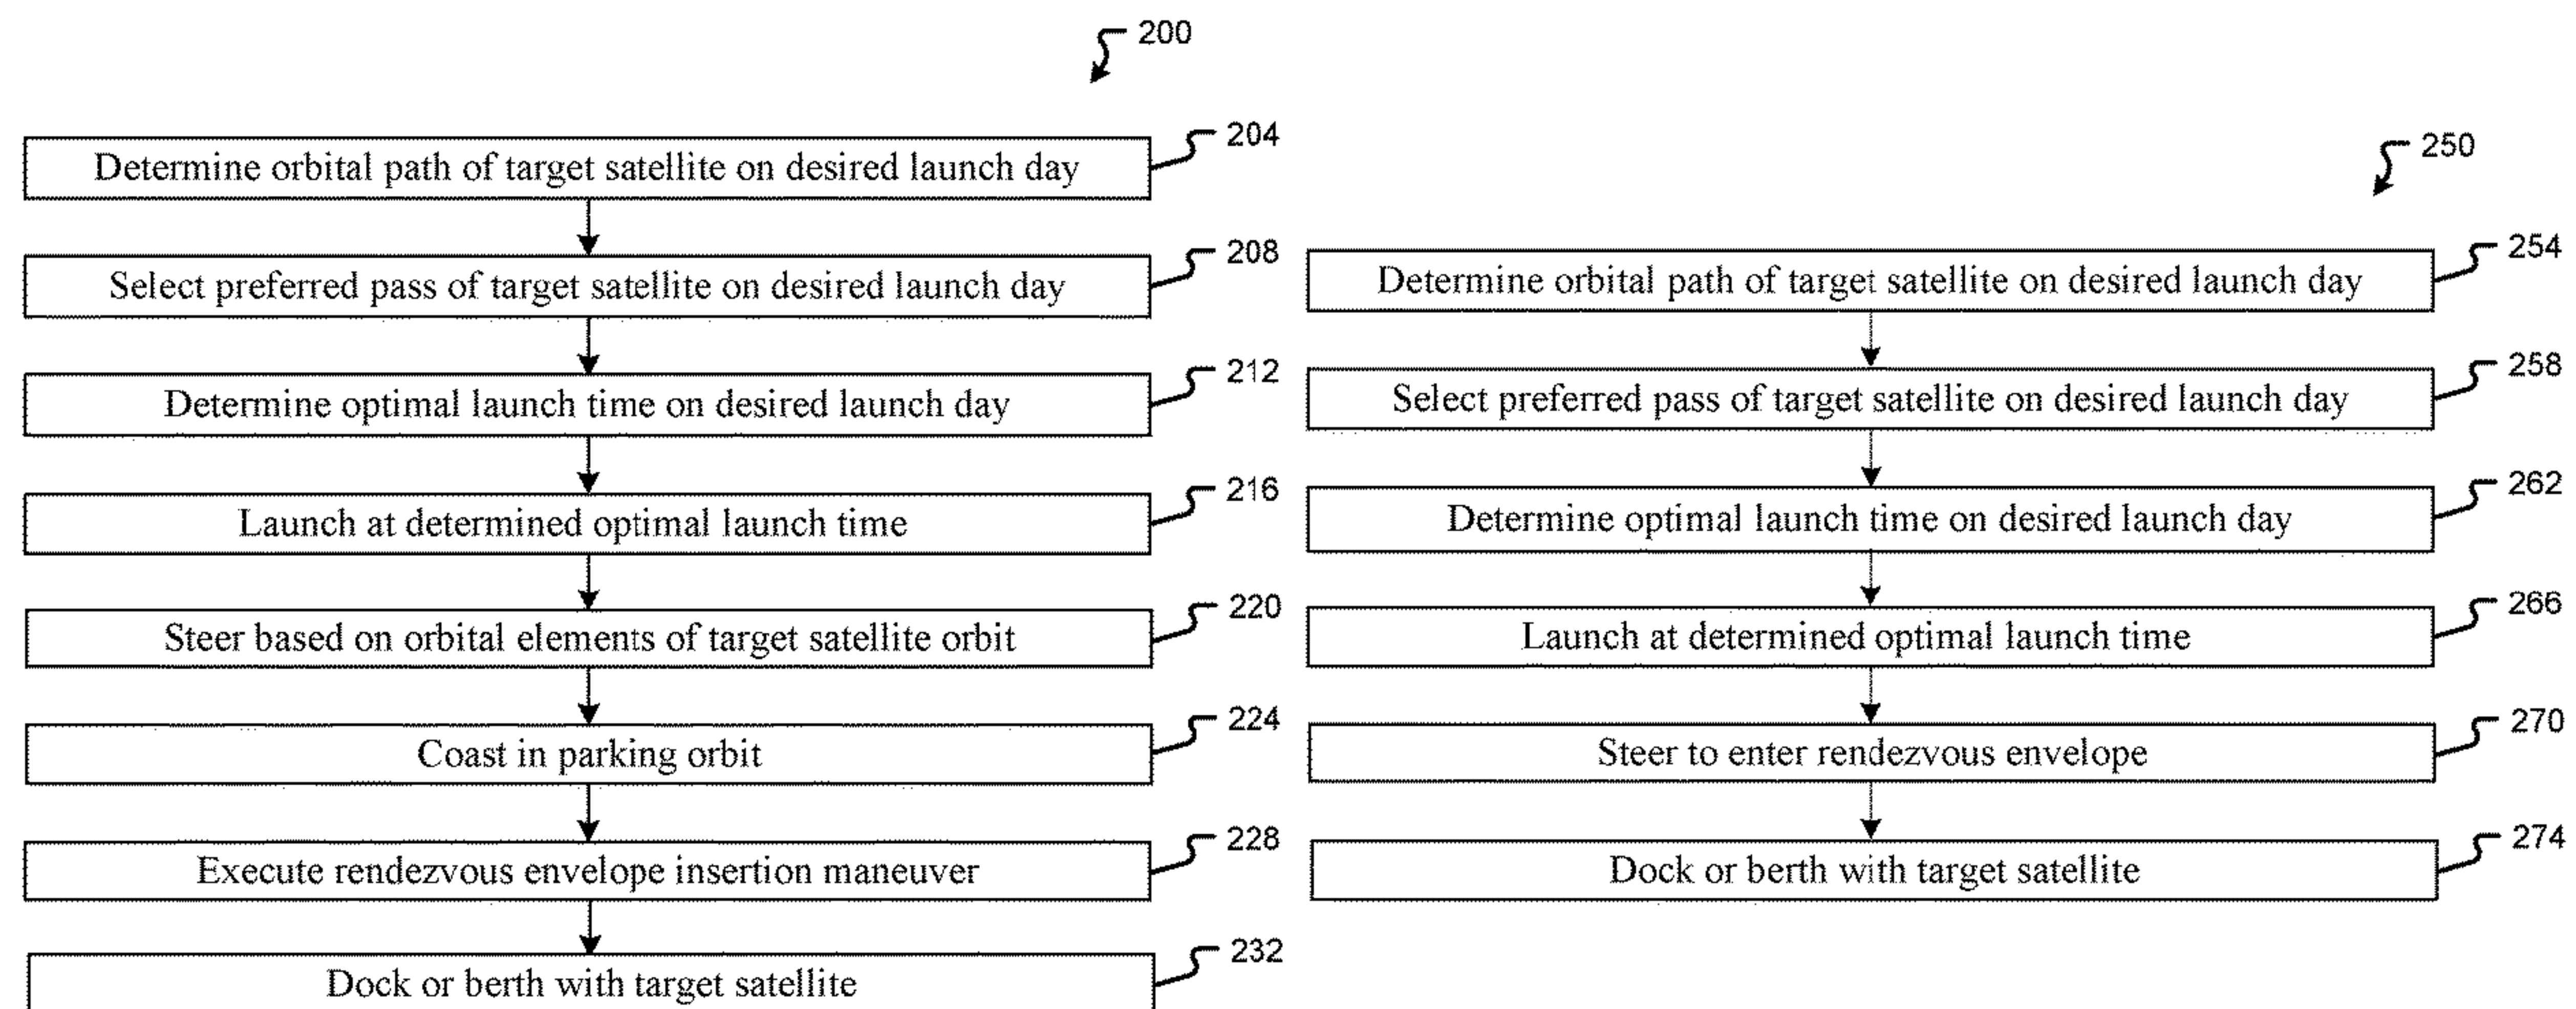 200
Determine orbital path of target satellite on desired launch day
204
Select preferred pass of target satellite on desired launch day
208
Determine optimal launch time on desired launch day
212
Launch at determined optimal launch time
216
Steer based on orbital elements of target satellite orbit
220
Coast in parking orbit
224
Execute rendezvous envelope insertion maneuver
228
Dock or berth with target satellite
232
250
Determine orbital path of target satellite on desired launch day
254
Select preferred pass of target satellite on desired launch day
258
Determine optimal launch time on desired launch day
262
Launch at determined optimal launch time
266
Steer to enter rendezvous envelope
270
Dock or berth with target satellite
274